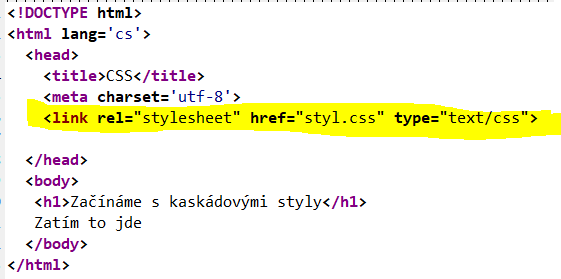 <!DOCTYPE html>
<html lang='cs'>
<head>
<title>CSS</title>
<meta charset='utf-8'>
<link rel="stylesheet" href="styl.css" type="text/css">
</head>
<body>
<h1>Začínáme s kaskádovými styly</h1>
Zatím to jde
</body>
</html>